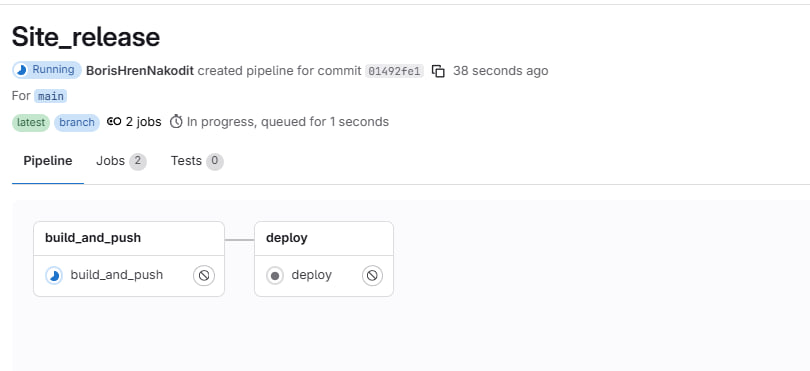 Site_release
Running BorisHrenNakodit created pipeline for commit 01492fe1 38 seconds ago
For main
latest branch 2 jobs In progress, queued for 1 seconds
Pipeline Jobs 2 Tests 0
build_and_push deploy
build_and_push deploy